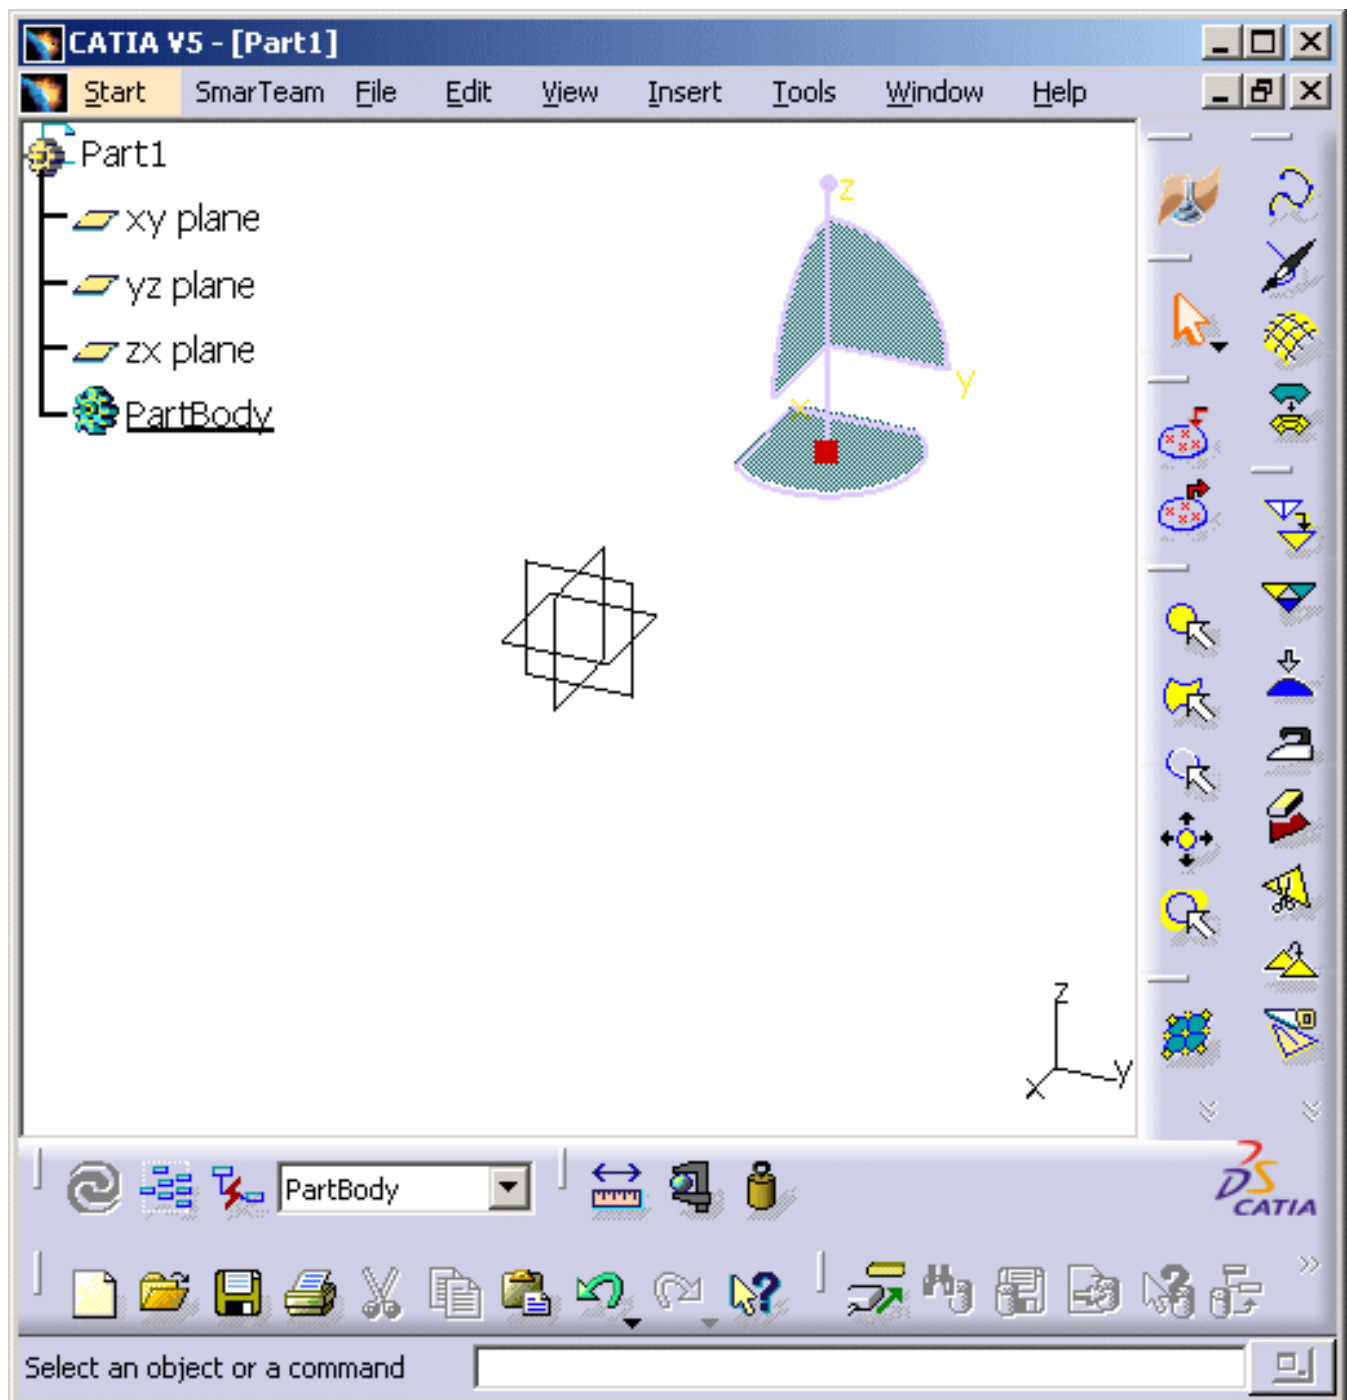 CATIA V5 - [Part1]
Start SmarTeam File Edit View Insert Tools Window Help
Part1
xy plane
yz plane
zx plane
PartBody
z
y
x
z
y
x
PartBody
DS
CATIA
Select an object or a command